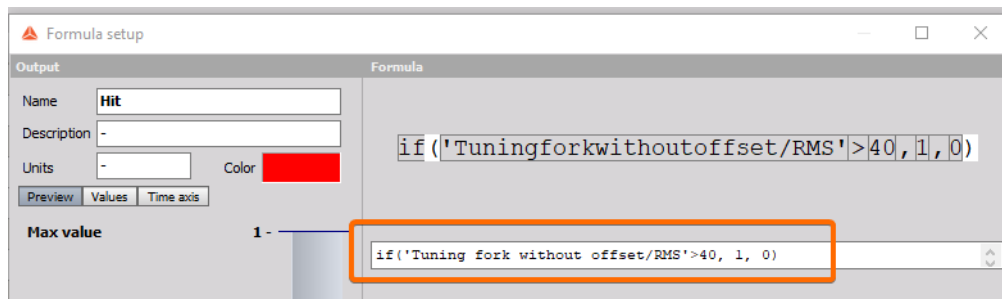 Formula setup
Output
Formula
Name Hit
Description -
Units - Color
Preview Values Time axis
Max value 1 -
if('Tuningforkwithoutoffset/RMS'>40,1,0)
if('Tuning fork without offset/RMS'>40, 1, 0)